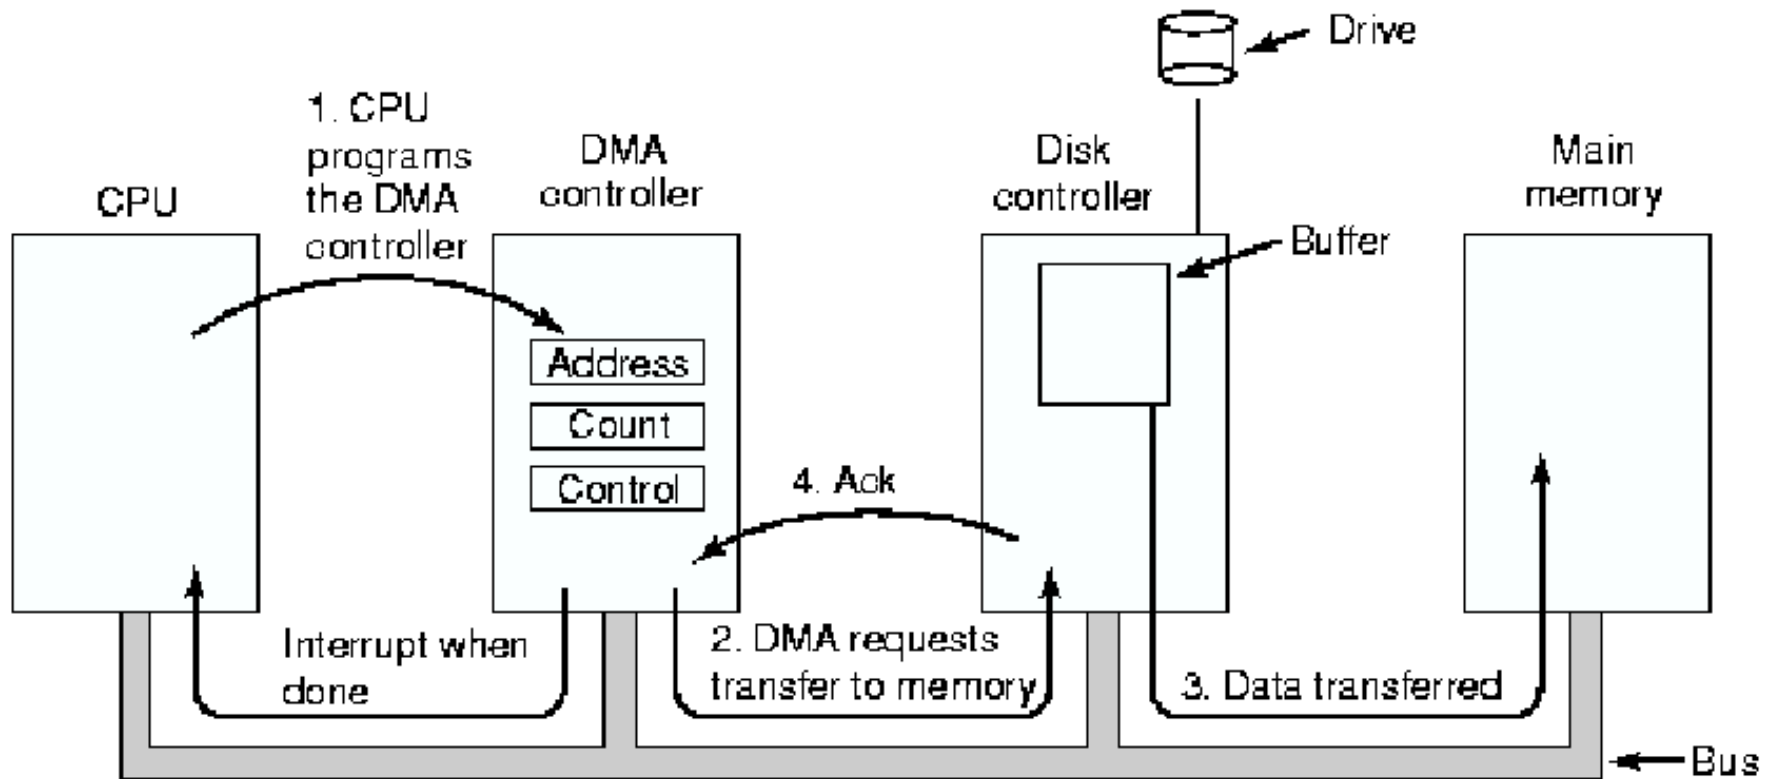 Drive
1. CPU
programs
the DMA
controller
CPU
DMA
controller
Disk
controller
Main
memory
Buffer
Address
Count
Control
4. Ack
Interrupt when
done
2. DMA requests
transfer to memory
3. Data transferred
Bus